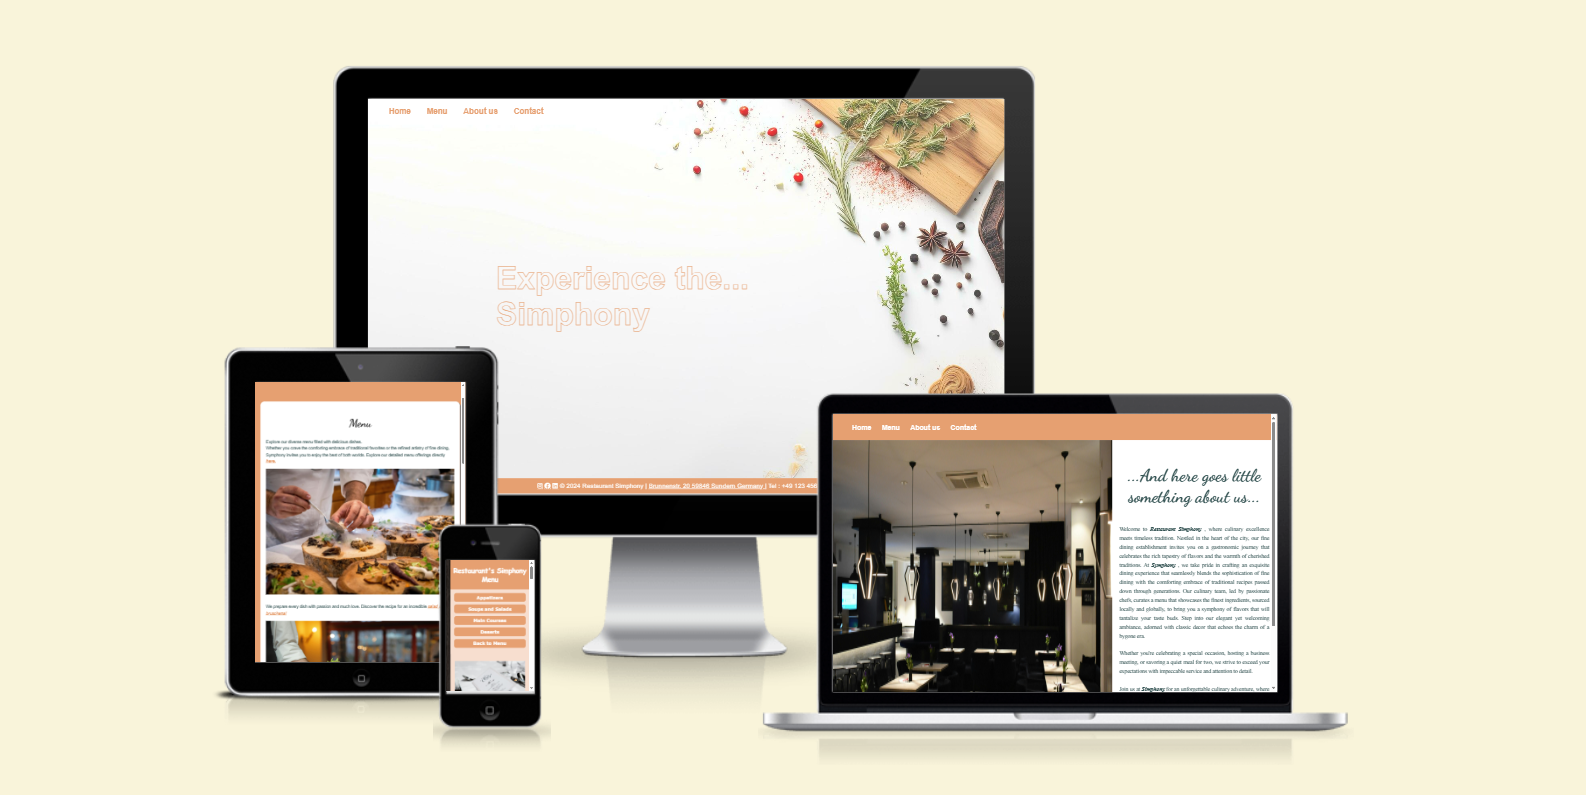 Home Menu About us Contact
Experience the...
Simphony
© 2024 Restaurant Simphony | Brunnenstr. 20 59846 Sundern Germany | Tel : +49 123 456
Menu
Explore our diverse menu filled with delicious dishes.
Whether you crave the comforting embrace of traditional favorites or the refined artistry of fine dining,
Symphony invites you to enjoy the best of both worlds. Explore our detailed menu offerings directly
here.
We prepare every dish with passion and much love. Discover the recipe for an incredible
Restaurant's Simphony
Menu
Appetizers
Soups and Salads
Main Courses
Deserts
Back to Menu
Home Menu About us Contact
...And here goes little
something about us...
Welcome to Restaurant Simphony , where culinary excellence
meets timeless tradition. Nestled in the heart of the city, our fine
dining establishment invites you on a gastronomic journey that
celebrates the rich tapestry of flavors and the warmth of cherished
traditions. At Symphony , we take pride in crafting an exquisite
dining experience that seamlessly blends the sophistication of fine
dining with the comforting embrace of traditional recipes passed
down through generations. Our culinary team, led by passionate
chefs, curates a menu that showcases the finest ingredients, sourced
locally and globally, to bring you a symphony of flavors that will
tantalize your taste buds. Step into our elegant yet welcoming
ambiance, adorned with classic decor that echoes the charm of a
bygone era.
Whether you're celebrating a special occasion, hosting a business
meeting, or savoring a quiet meal for two, we strive to exceed your
expectations with impeccable service and attention to detail.
Join us at Simphony for an unforgettable culinary adventure, where